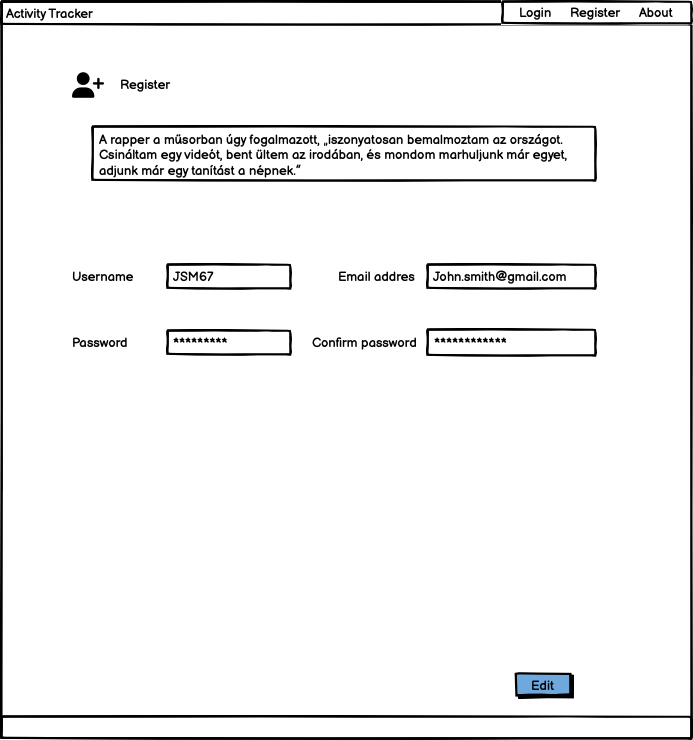 Activity Tracker
Login Register About
Register
A rapper a műsorban úgy fogalmazott, „iszonyatosan bemalmoztam az országot.
Csináltam egy videót, bent ültem az irodában, és mondom marhuljunk már egyet,
adjunk már egy tanítást a népnek.”
Username JSM67 Email addres John.smith@gmail.com
Password ********* Confirm password ************
Edit